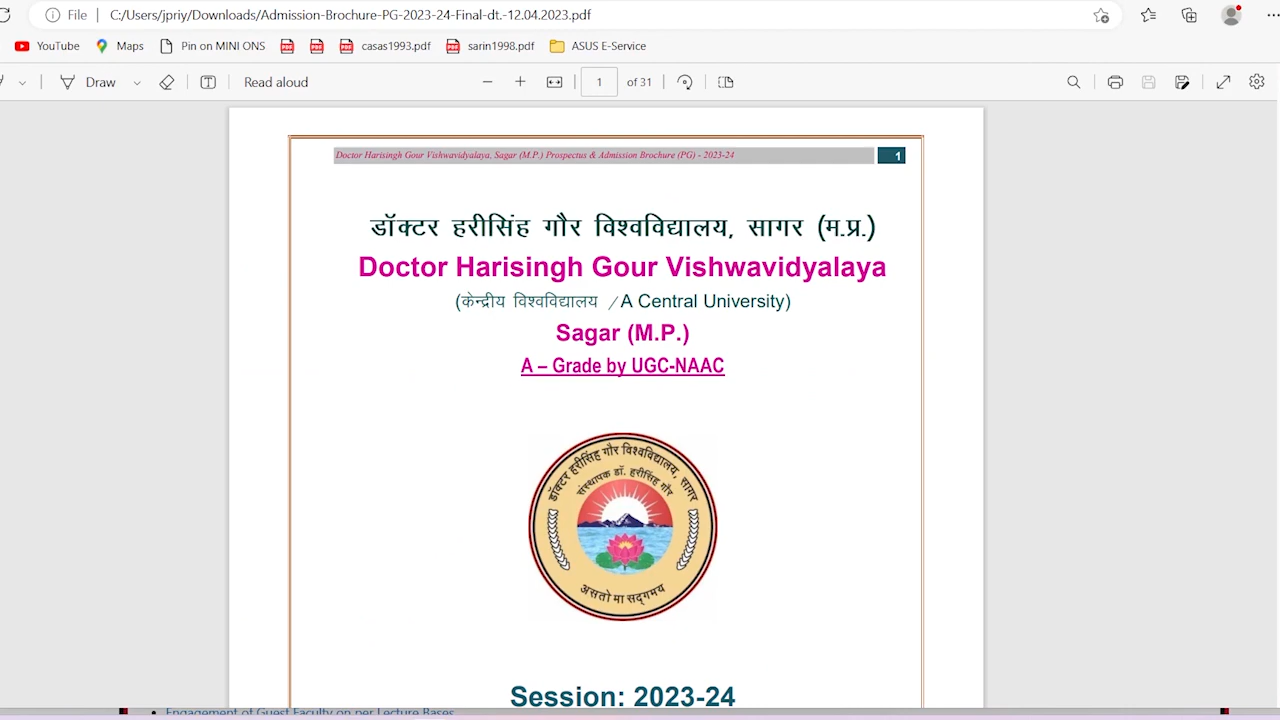 File C:/Users/jpriy/Downloads/Admission-Brochure-PG-2023-24-Final-dt.-12.04.2023.pdf
YouTube Maps Pin on MINI ONS casas1993.pdf sarin1998.pdf ASUS E-Service
Draw Read aloud 1 of 31
Doctor Harisingh Gour Vishwavidyalaya, Sagar (M.P.) Prospectus & Admission Brochure (PG) - 2023-24 1
डॉक्टर हरीसिंह गौर विश्वविद्यालय, सागर (म.प्र.)
Doctor Harisingh Gour Vishwavidyalaya
(केन्द्रीय विश्वविद्यालय / A Central University)
Sagar (M.P.)
A – Grade by UGC-NAAC
डॉक्टर हरीसिंह गौर विश्वविद्यालय, सागर
संस्थापक डॉ. हरीसिंह गौर
असतो मा सद्गमय
Session: 2023-24
Engagement of Guest Faculty on per Lecture Bases